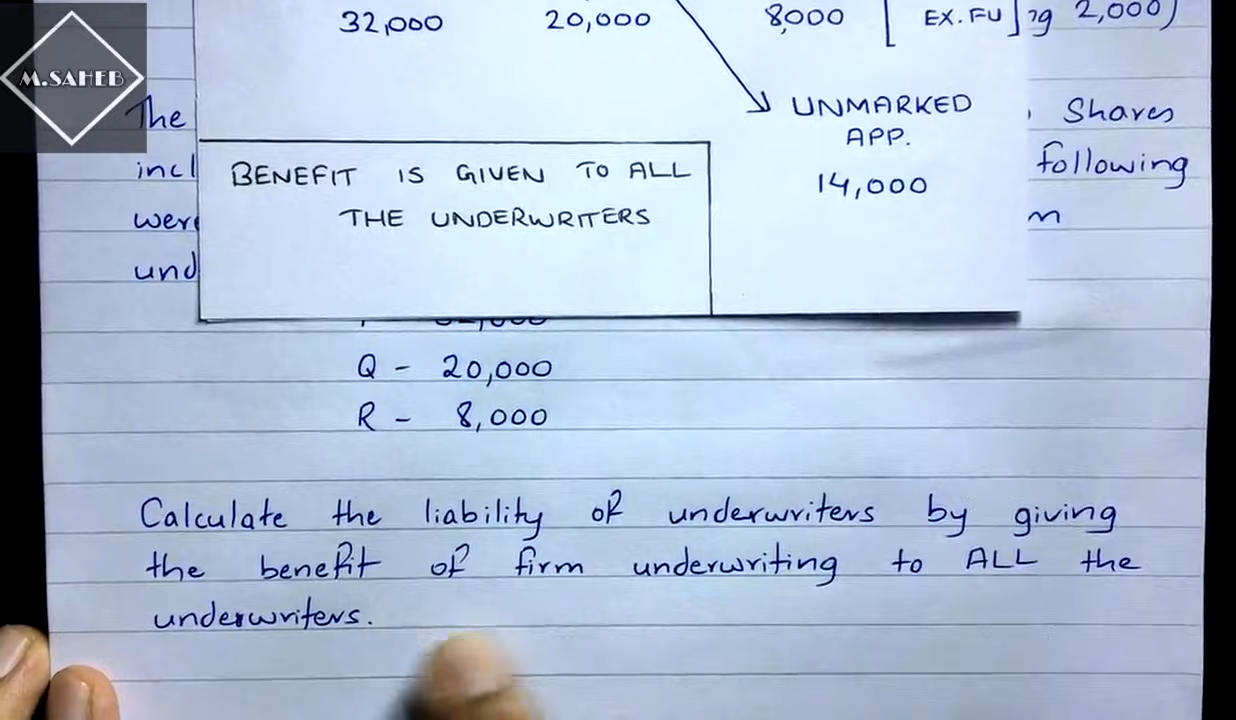 M.SAHEB
32,000 20,000 8,000 [ EX. FU ] 2,000)
UNMARKED
APP.
14,000
BENEFIT IS GIVEN TO ALL
THE UNDERWRITERS
The Shares
incl following
were
und
Q - 20,000
R - 8,000
Calculate the liability of underwriters by giving
the benefit of firm underwriting to ALL the
underwriters.